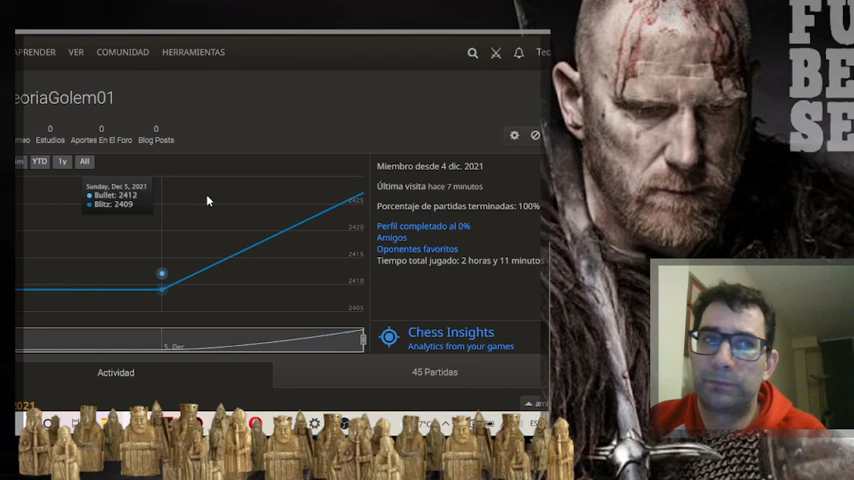 APRENDER VER COMUNIDAD HERRAMIENTAS
eoriaGolem01
0 0 0
Estudios Aportes En El Foro Blog Posts
YTD 1y All
Sunday, Dec 5, 2021
Bullet: 2412
Blitz: 2409
2425
2420
2415
2410
2405
5. Dec
Miembro desde 4 dic. 2021
Última visita hace 7 minutos
Porcentaje de partidas terminadas: 100%
Perfil completado al 0%
Amigos
Oponentes favoritos
Tiempo total jugado: 2 horas y 11 minutos
Chess Insights
Analytics from your games
Actividad 45 Partidas
2021
FU
BE
SE